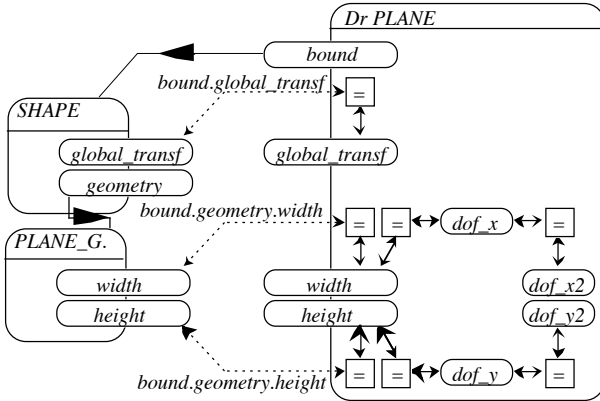 Dr PLANE
bound
bound.global_transf
=
SHAPE
global_transf
global_transf
geometry
bound.geometry.width
= = dof_x =
PLANE_G.
width
width
dof_x2
height
height
dof_y2
= = dof_y =
bound.geometry.height